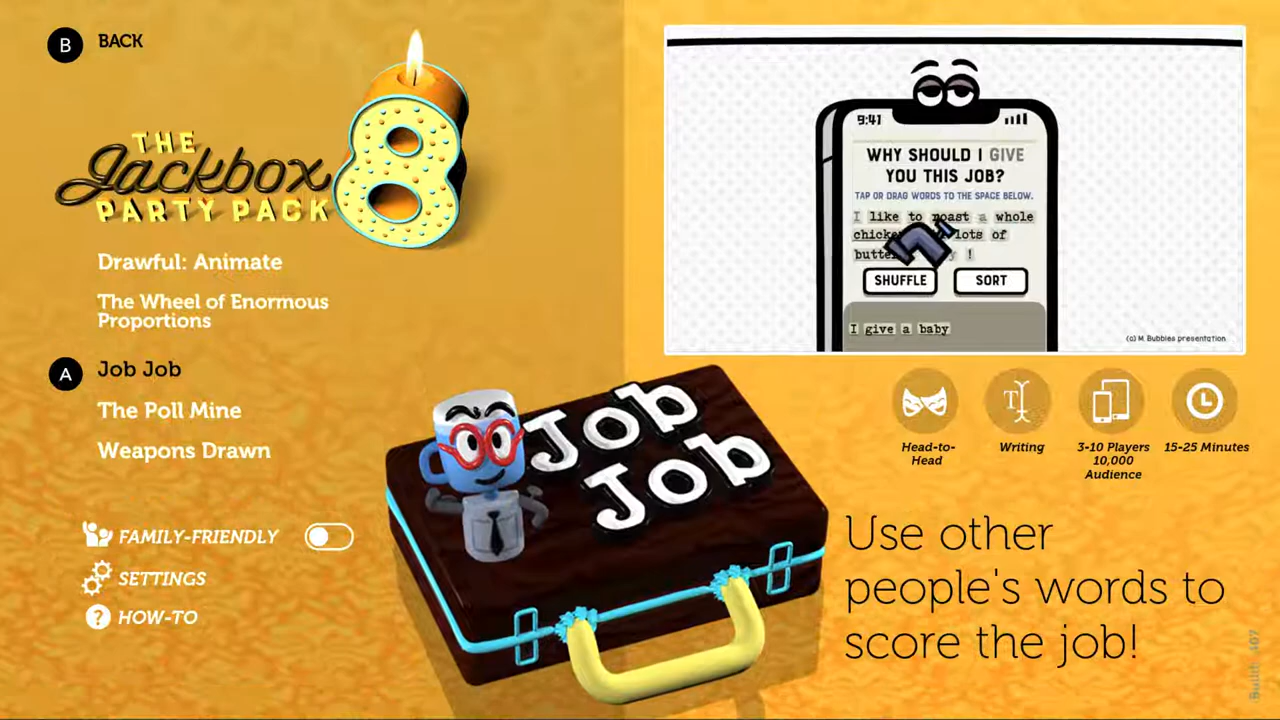 B BACK
THE
Jackbox
PARTY PACK
8
Drawful: Animate
The Wheel of Enormous
Proportions
A Job Job
The Poll Mine
Weapons Drawn
FAMILY-FRIENDLY
SETTINGS
? HOW-TO
Job
Job
9:41
WHY SHOULD I GIVE
YOU THIS JOB?
TAP OR DRAG WORDS TO THE SPACE BELOW.
I like to roast a whole
lots of
!
SHUFFLE SORT
I give a baby
(a) M. Bubbles presentation
Head-to-
Head
Writing
3-10 Players
10,000
Audience
15-25 Minutes
Use other
people's words to
score the job!
Build: 407